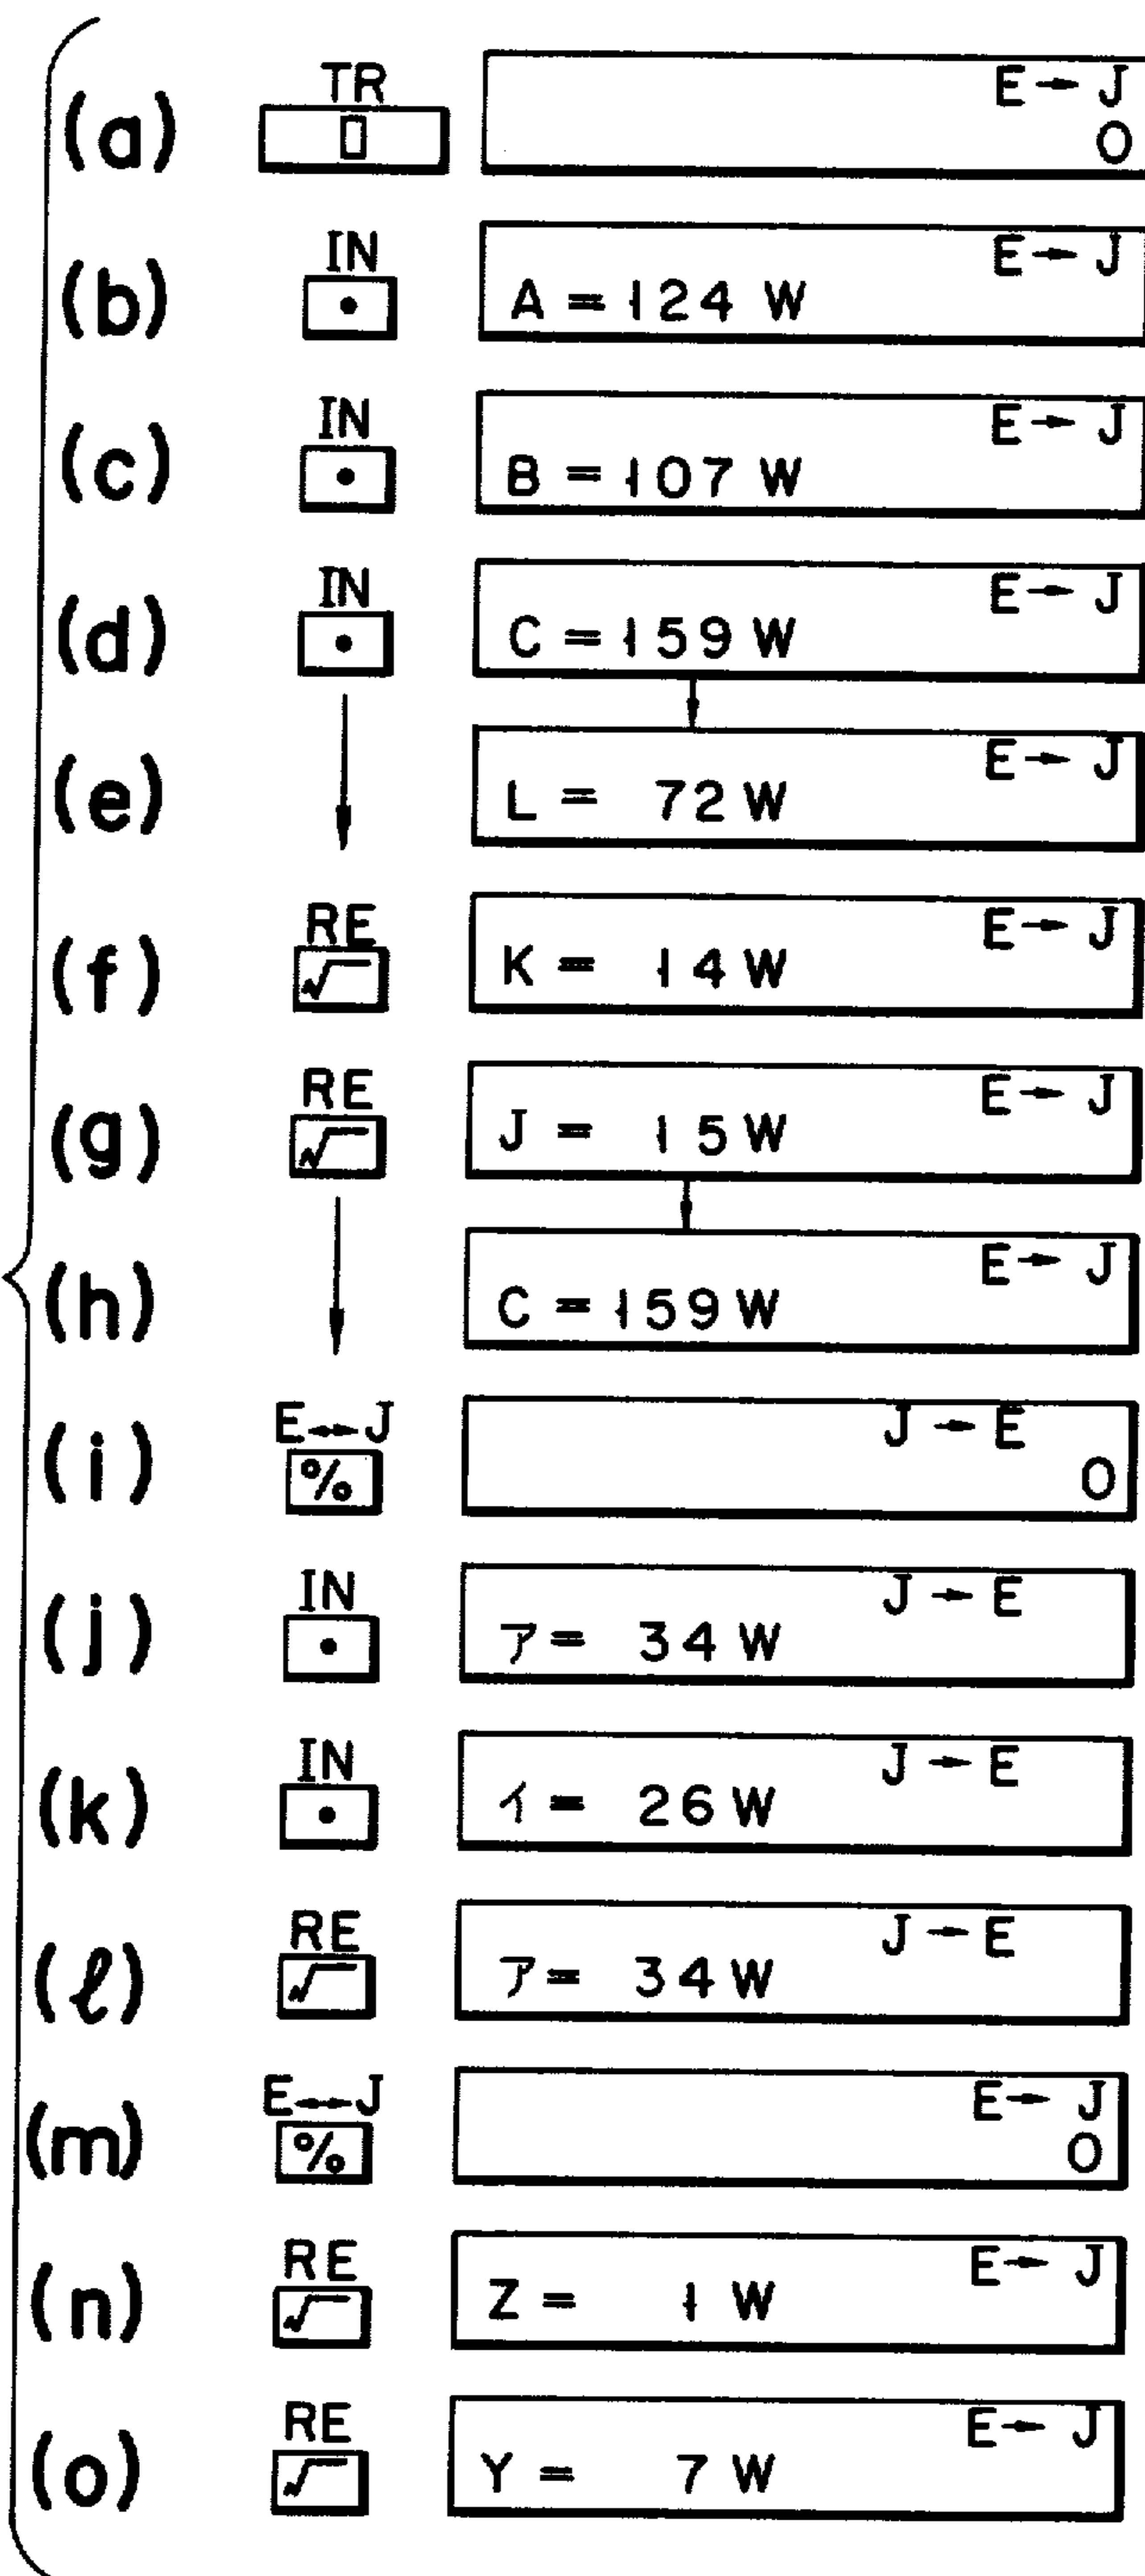 (a) TR E→J
0
(b) IN E→J
A = 124 W
(c) IN E→J
B = 107 W
(d) IN E→J
C = 159 W
(e) E→J
L = 72 W
(f) RE √ E→J
K = 14 W
(g) RE √ E→J
J = 15 W
(h) E→J
C = 159 W
(i) E↔J % J→E
0
(j) IN J→E
ア = 34 W
(k) IN J→E
イ = 26 W
(ℓ) RE √ J→E
ア = 34 W
(m) E↔J % E→J
0
(n) RE √ E→J
Z = 1 W
(o) RE √ E→J
Y = 7 W